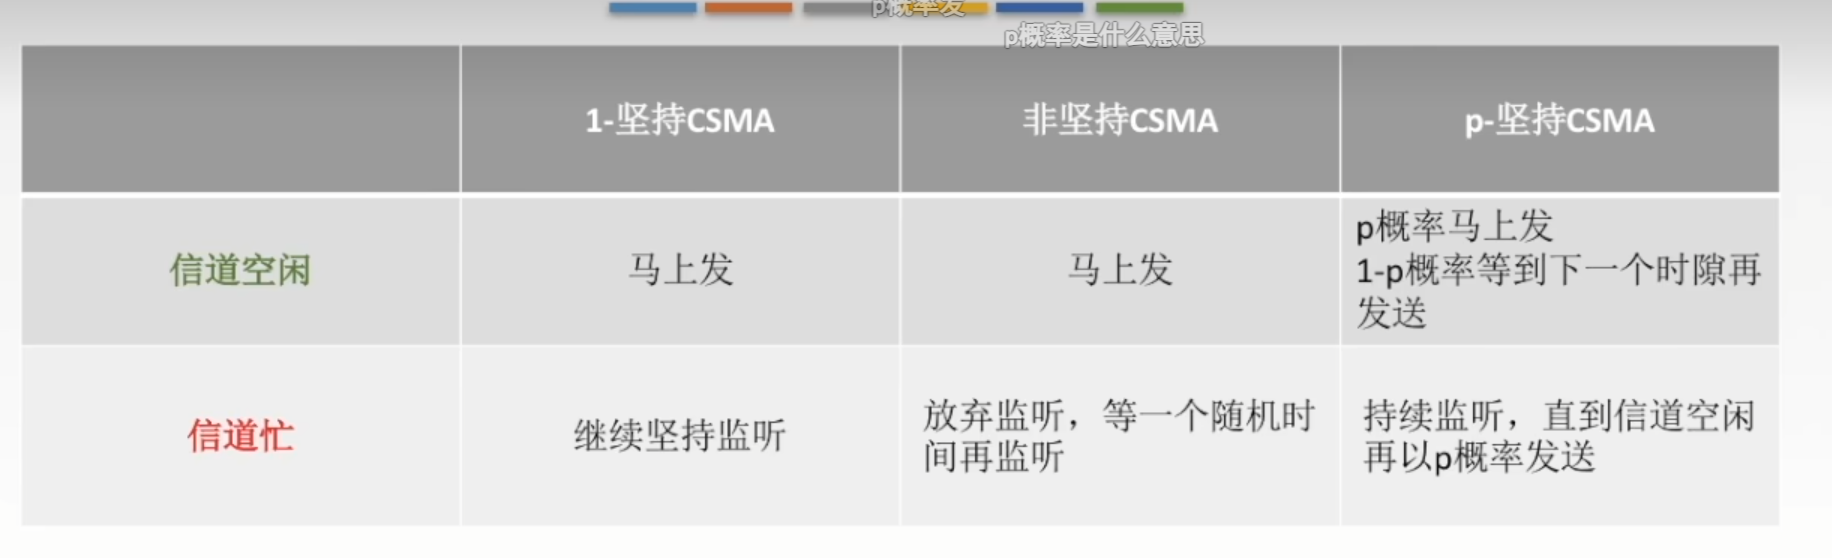 p概率发
p概率是什么意思
1-坚持CSMA
非坚持CSMA
p-坚持CSMA
信道空闲
马上发
马上发
p概率马上发
1-p概率等到下一个时隙再
发送
信道忙
继续坚持监听
放弃监听，等一个随机时
间再监听
持续监听，直到信道空闲
再以p概率发送